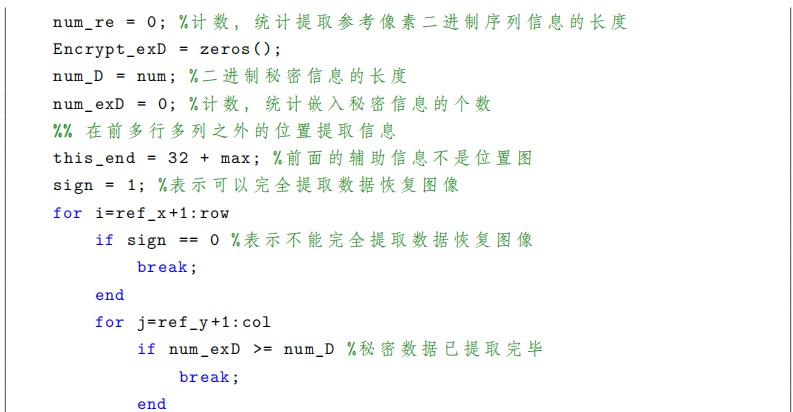 num_re = 0; %计数，统计提取参考像素二进制序列信息的长度
Encrypt_exD = zeros();
num_D = num; %二进制秘密信息的长度
num_exD = 0; %计数，统计嵌入秘密信息的个数
%% 在前多行多列之外的位置提取信息
this_end = 32 + max; %前面的辅助信息不是位置图
sign = 1; %表示可以完全提取数据恢复图像
for i=ref_x+1:row
    if sign == 0 %表示不能完全提取数据恢复图像
        break;
    end
    for j=ref_y+1:col
        if num_exD >= num_D %秘密数据已提取完毕
            break;
        end